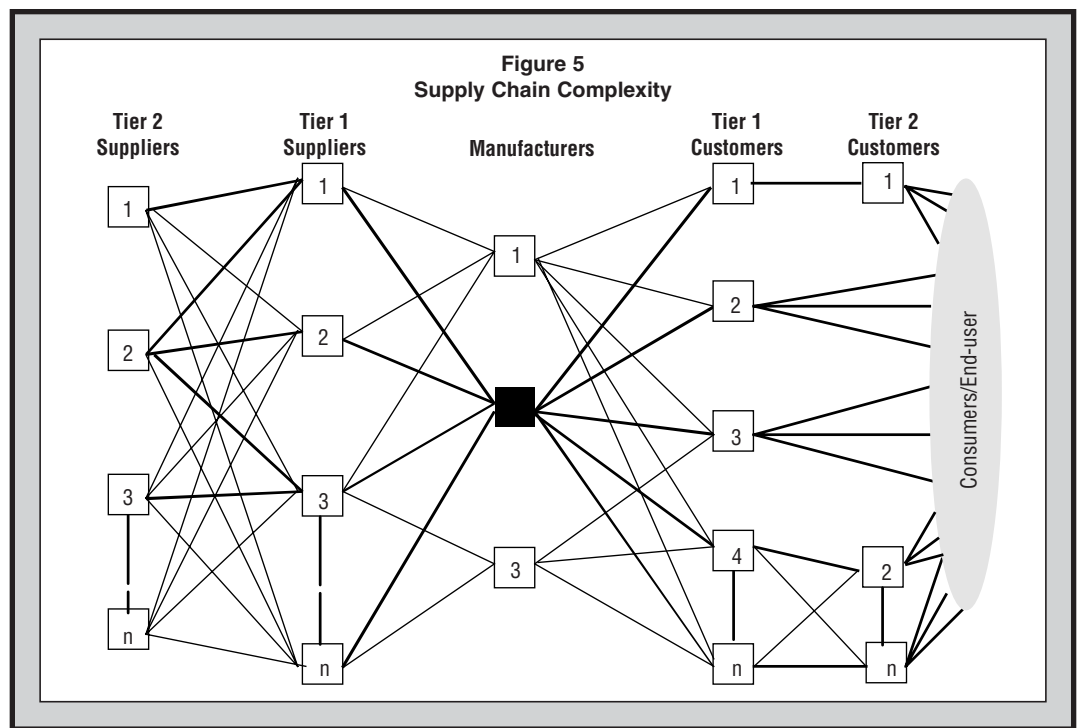 Figure 5
Supply Chain Complexity
Tier 2
Suppliers
Tier 1
Suppliers
Manufacturers
Tier 1
Customers
Tier 2
Customers
1
2
3
n
1
2
3
n
1
3
1
2
3
4
n
1
2
n
Consumers/End-user